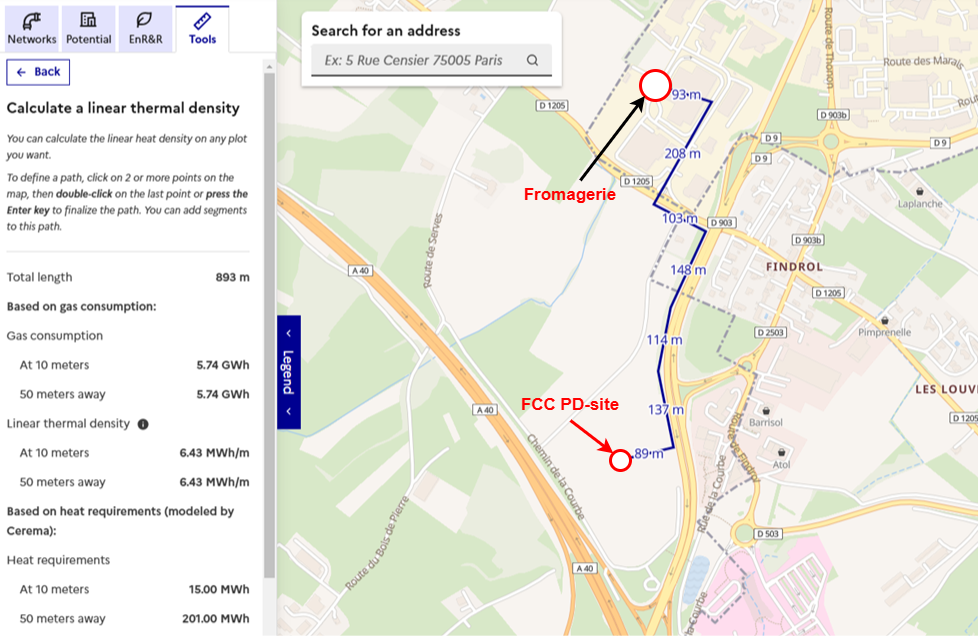 Networks
Potential
EnR&R
Tools
← Back
Calculate a linear thermal density
You can calculate the linear heat density on any plot
you want.
To define a path, click on 2 or more points on the
map, then double-click on the last point or press the
Enter key to finalize the path. You can add segments
to this path.
Total length 893 m
Based on gas consumption:
Gas consumption
At 10 meters 5.74 GWh
50 meters away 5.74 GWh
Linear thermal density
At 10 meters 6.43 MWh/m
50 meters away 6.43 MWh/m
Based on heat requirements (modeled by
Cerema):
Heat requirements
At 10 meters 15.00 MWh
50 meters away 201.00 MWh
Legend
Search for an address
Ex: 5 Rue Censier 75005 Paris
Route de Thonon
Route des Marais
93 m
D 1205
D 903b
D 9
D 9
D 9
208 m
D 1205
Fromagerie
Laplanche
103 m
D 903
Route de Serves
D 903b
A 40
148 m
FINDROL
D 1205
Pimprenelle
D 2503
114 m
LES LOUV
FCC PD-site
A 40
137 m
D 1205
Barrisol
Route de Findrol
89 m
Atol
Chemin de la Courbe
Rue de la Courbe
Route du Bois de Pierre
D 503
A 40
la Courbe